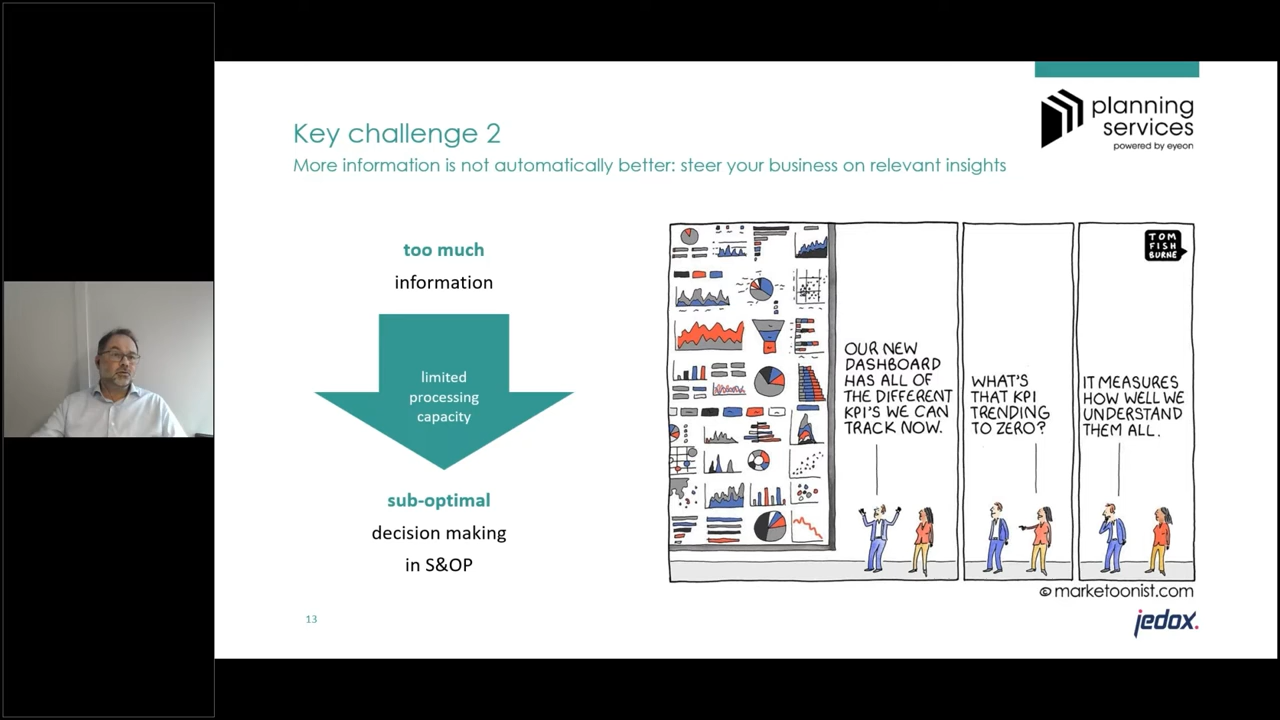 planning
services
powered by eyeon
Key challenge 2
More information is not automatically better: steer your business on relevant insights
too much
information
limited
processing
capacity
sub-optimal
decision making
in S&OP
TOM
FISH
BURNE
OUR NEW
DASHBOARD
HAS ALL OF
THE DIFFERENT
KPI'S WE CAN
TRACK NOW.
WHAT'S
THAT KPI
TRENDING
TO ZERO?
IT MEASURES
HOW WELL WE
UNDERSTAND
THEM ALL.
© marketoonist.com
13
jedox.